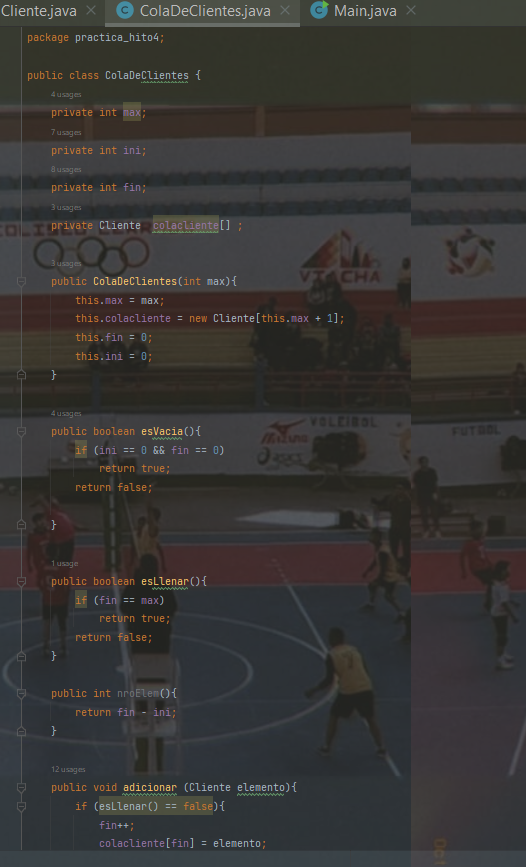 Cliente.java
ColaDeClientes.java
Main.java
package practica_hito4;
public class ColaDeClientes {
4 usages
private int max;
7 usages
private int ini;
8 usages
private int fin;
3 usages
private Cliente colacliente[] ;
3 usages
public ColaDeClientes(int max){
this.max = max;
this.colacliente = new Cliente[this.max + 1];
this.fin = 0;
this.ini = 0;
}
4 usages
public boolean esVacia(){
if (ini == 0 && fin == 0)
return true;
return false;
}
1 usage
public boolean esLlenar(){
if (fin == max)
return true;
return false;
}
public int nroElem(){
return fin - ini;
}
12 usages
public void adicionar (Cliente elemento){
if (esLlenar() == false){
fin++;
colacliente[fin] = elemento;
VIACHA
VOLEIBOL
MIZUNO
ASICS
FUTBOL